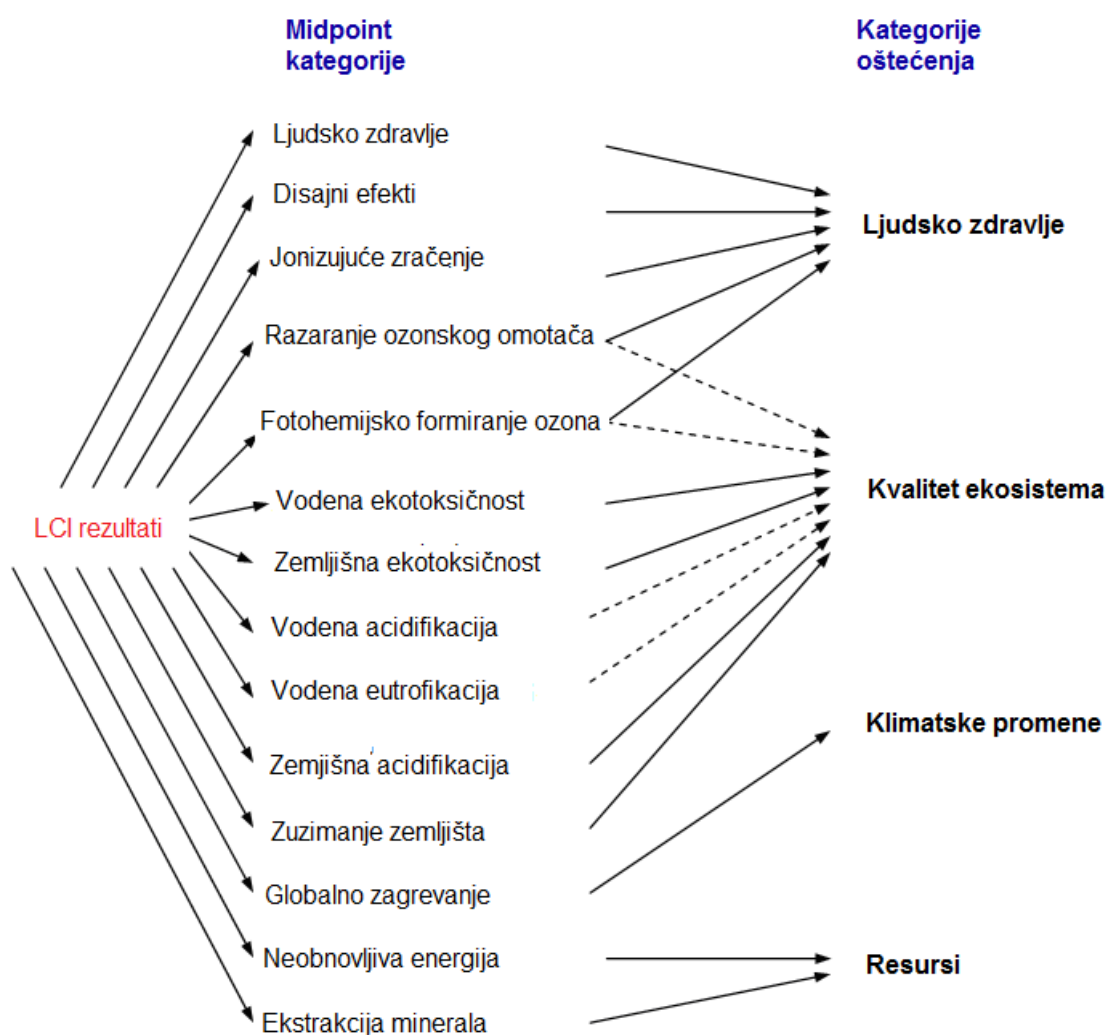 Midpoint
kategorije
Kategorije
oštećenja
Ljudsko zdravlje
Disajni efekti
Jonizujuće zračenje
Razaranje ozonskog omotača
Fotohemijsko formiranje ozona
Vodena ekotoksičnost
Zemljišna ekotoksičnost
Vodena acidifikacija
Vodena eutrofikacija
Zemjišna acidifikacija
Zuzimanje zemljišta
Globalno zagrevanje
Neobnovljiva energija
Ekstrakcija minerala
LCI rezultati
Ljudsko zdravlje
Kvalitet ekosistema
Klimatske promene
Resursi